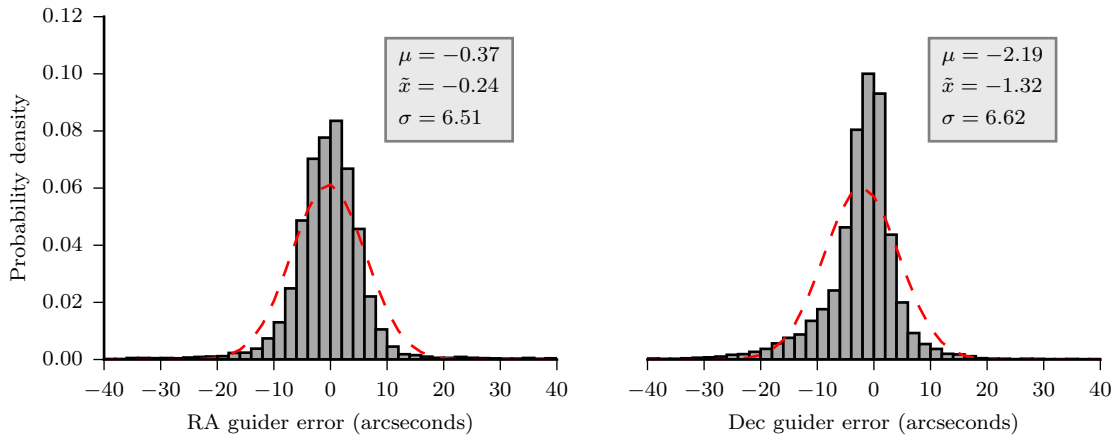 0.12
0.10
0.08
0.06
0.04
0.02
0.00
Probability density
μ = −0.37
x̃ = −0.24
σ = 6.51
−40 −30 −20 −10 0 10 20 30 40
RA guider error (arcseconds)
μ = −2.19
x̃ = −1.32
σ = 6.62
−40 −30 −20 −10 0 10 20 30 40
Dec guider error (arcseconds)